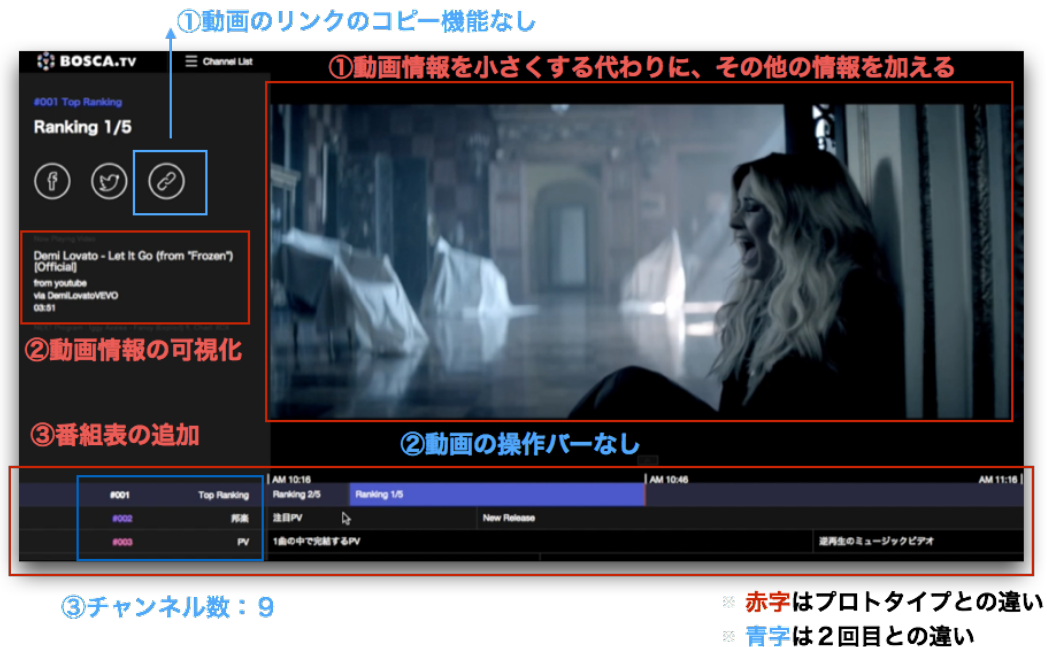 ①動画のリンクのコピー機能なし
BOSCA.TV
Channel List
①動画情報を小さくする代わりに、その他の情報を加える
#001 Top Ranking
Ranking 1/5
Now Playing Video
Demi Lovato - Let It Go (from "Frozen")
[Official]
from youtube
via DemiLovatoVEVO
03:51
②動画情報の可視化
③番組表の追加
②動画の操作バーなし
AM 10:16
AM 10:46
AM 11:16
#001 Top Ranking Ranking 2/5 Ranking 1/5
#002 邦楽 注目PV New Release
#003 PV 1曲の中で完結するPV 逆再生のミュージックビデオ
③チャンネル数：９
※ 赤字はプロトタイプとの違い
※ 青字は２回目との違い